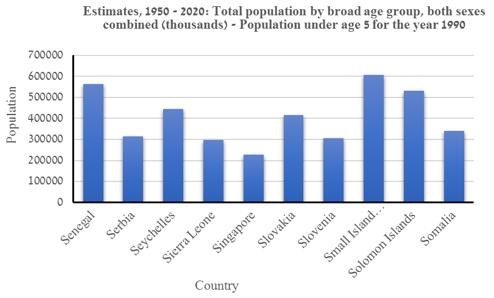 Estimates, 1950 - 2020: Total population by broad age group, both sexes
combined (thousands) - Population under age 5 for the year 1990
Population
700000
600000
500000
400000
300000
200000
100000
0
Senegal
Serbia
Seychelles
Sierra Leone
Singapore
Slovakia
Slovenia
Small Island…
Solomon Islands
Somalia
Country